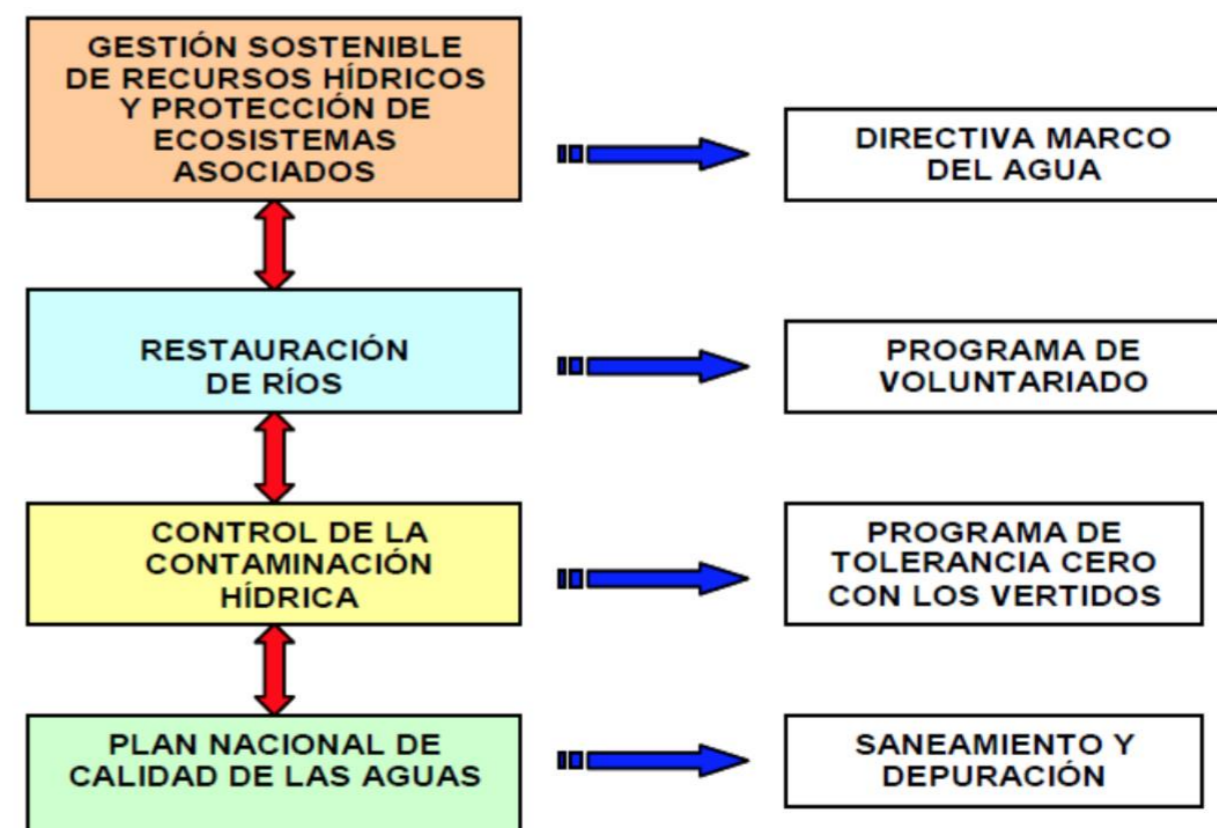 GESTIÓN SOSTENIBLE
DE RECURSOS HÍDRICOS
Y PROTECCIÓN DE
ECOSISTEMAS
ASOCIADOS
DIRECTIVA MARCO
DEL AGUA
RESTAURACIÓN
DE RÍOS
PROGRAMA DE
VOLUNTARIADO
CONTROL DE LA
CONTAMINACIÓN
HÍDRICA
PROGRAMA DE
TOLERANCIA CERO
CON LOS VERTIDOS
PLAN NACIONAL DE
CALIDAD DE LAS AGUAS
SANEAMIENTO Y
DEPURACIÓN